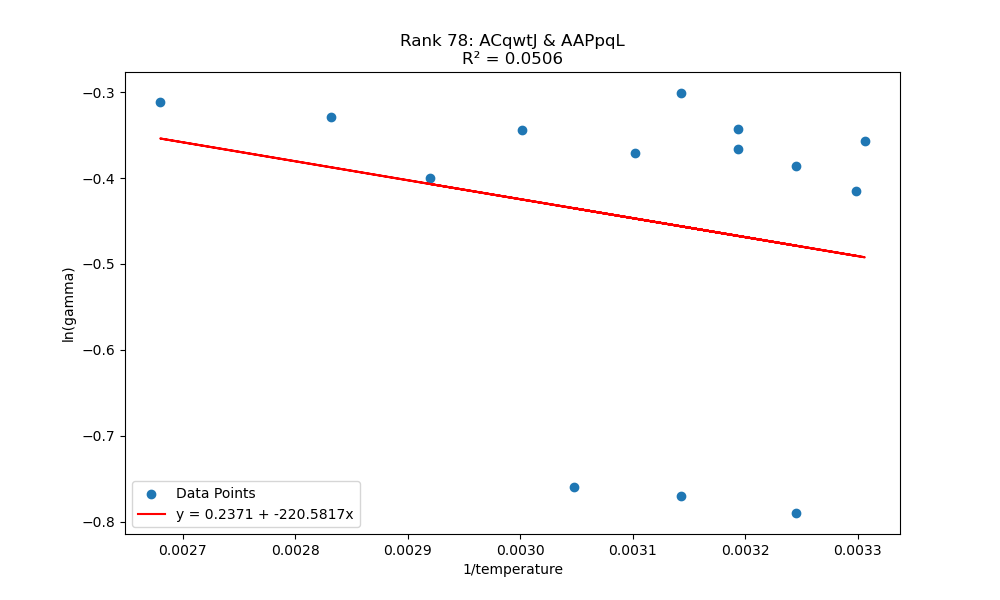 Rank 78: ACqwtJ & AAPpqL
R² = 0.0506
ln(gamma)
−0.3
−0.4
−0.5
−0.6
−0.7
−0.8
Data Points
y = 0.2371 + -220.5817x
0.0027 0.0028 0.0029 0.0030 0.0031 0.0032 0.0033
1/temperature